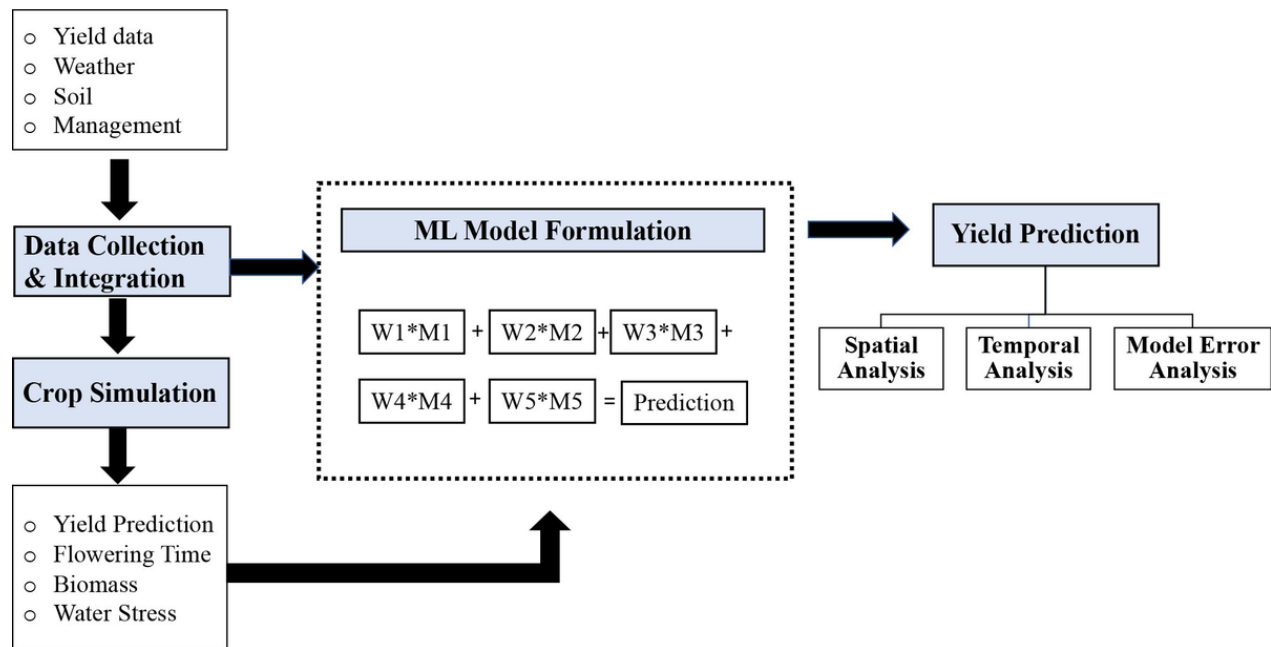 o Yield data
o Weather
o Soil
o Management
Data Collection
& Integration
Crop Simulation
o Yield Prediction
o Flowering Time
o Biomass
o Water Stress
ML Model Formulation
W1*M1 + W2*M2 + W3*M3 +
W4*M4 + W5*M5 = Prediction
Yield Prediction
Spatial
Analysis
Temporal
Analysis
Model Error
Analysis